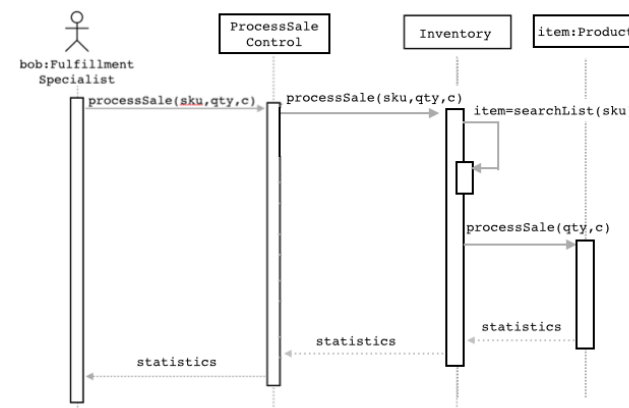 ProcessSale
Control
Inventory
item:Product
bob:Fulfillment
Specialist
processSale(sku,qty,c)
processSale(sku,qty,c)
item=searchList(sku
processSale(qty,c)
statistics
statistics
statistics